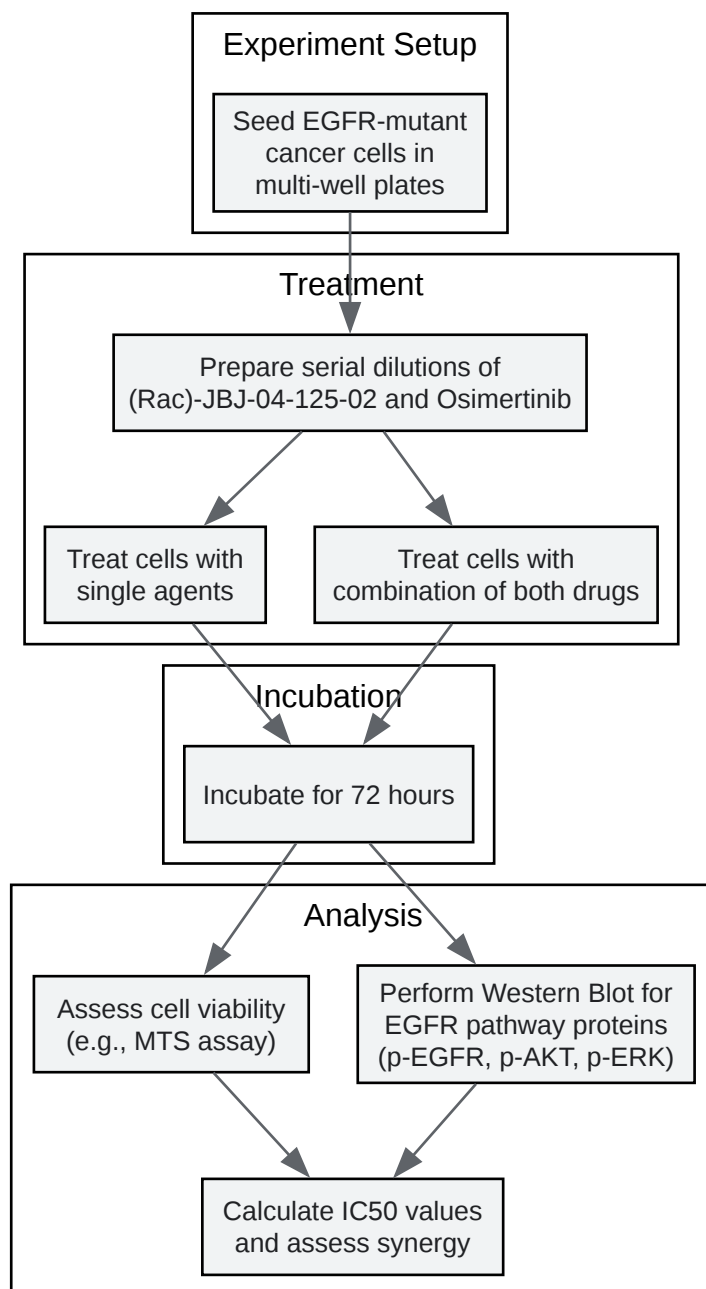 Experiment Setup
Seed EGFR-mutant
cancer cells in
multi-well plates
Treatment
Prepare serial dilutions of
(Rac)-JBJ-04-125-02 and Osimertinib
Treat cells with
single agents
Treat cells with
combination of both drugs
Incubation
Incubate for 72 hours
Analysis
Assess cell viability
(e.g., MTS assay)
Perform Western Blot for
EGFR pathway proteins
(p-EGFR, p-AKT, p-ERK)
Calculate IC50 values
and assess synergy